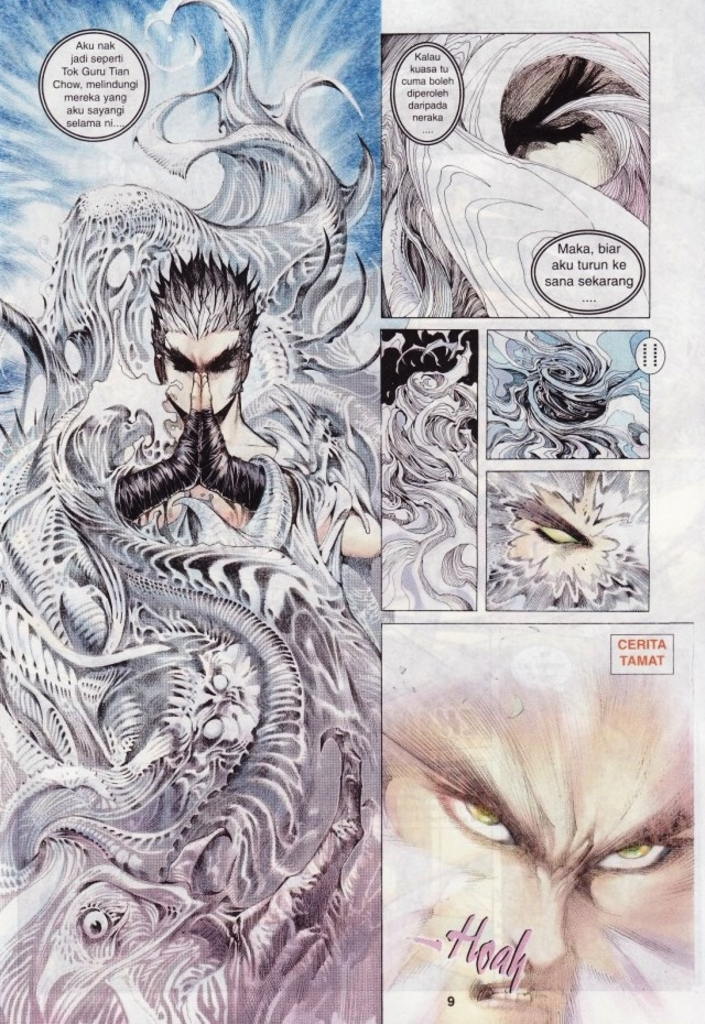 Aku nak
jadi seperti
Tok Guru Tian
Chow, melindungi
mereka yang
aku sayangi
selama ni....
Kalau
kuasa tu
cuma boleh
diperoleh
daripada
neraka
....
Maka, biar
aku turun ke
sana sekarang
....
CERITA
TAMAT
Hoah
9